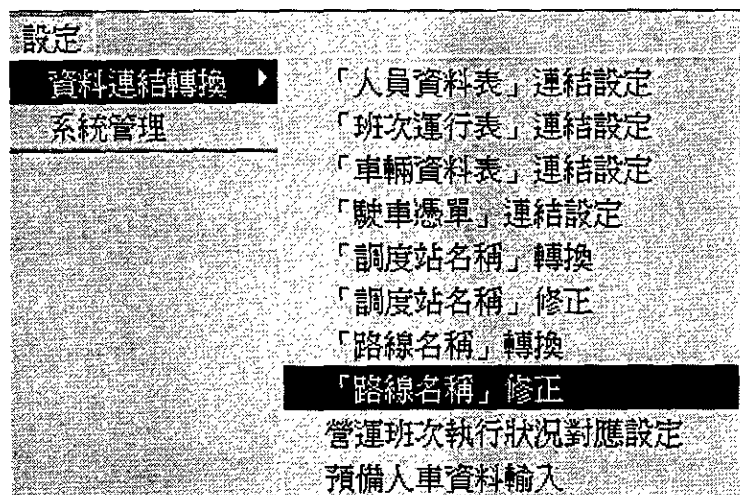 設定
資料連結轉換
系統管理
「人員資料表」連結設定
「班次運行表」連結設定
「車輛資料表」連結設定
「駛車憑單」連結設定
「調度站名稱」轉換
「調度站名稱」修正
「路線名稱」轉換
「路線名稱」修正
營運班次執行狀況對應設定
預備人車資料輸入